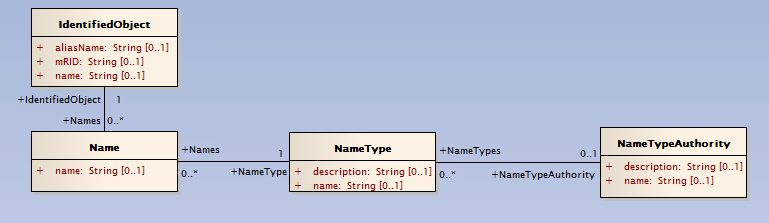 IdentifiedObject
+ aliasName: String [0..1]
+ mRID: String [0..1]
+ name: String [0..1]
+IdentifiedObject 1
+Names 0..*
Name
+ name: String [0..1]
+Names 1
0..* +NameType
NameType
+ description: String [0..1]
+ name: String [0..1]
+NameTypes 0..1
0..* +NameTypeAuthority
NameTypeAuthority
+ description: String [0..1]
+ name: String [0..1]